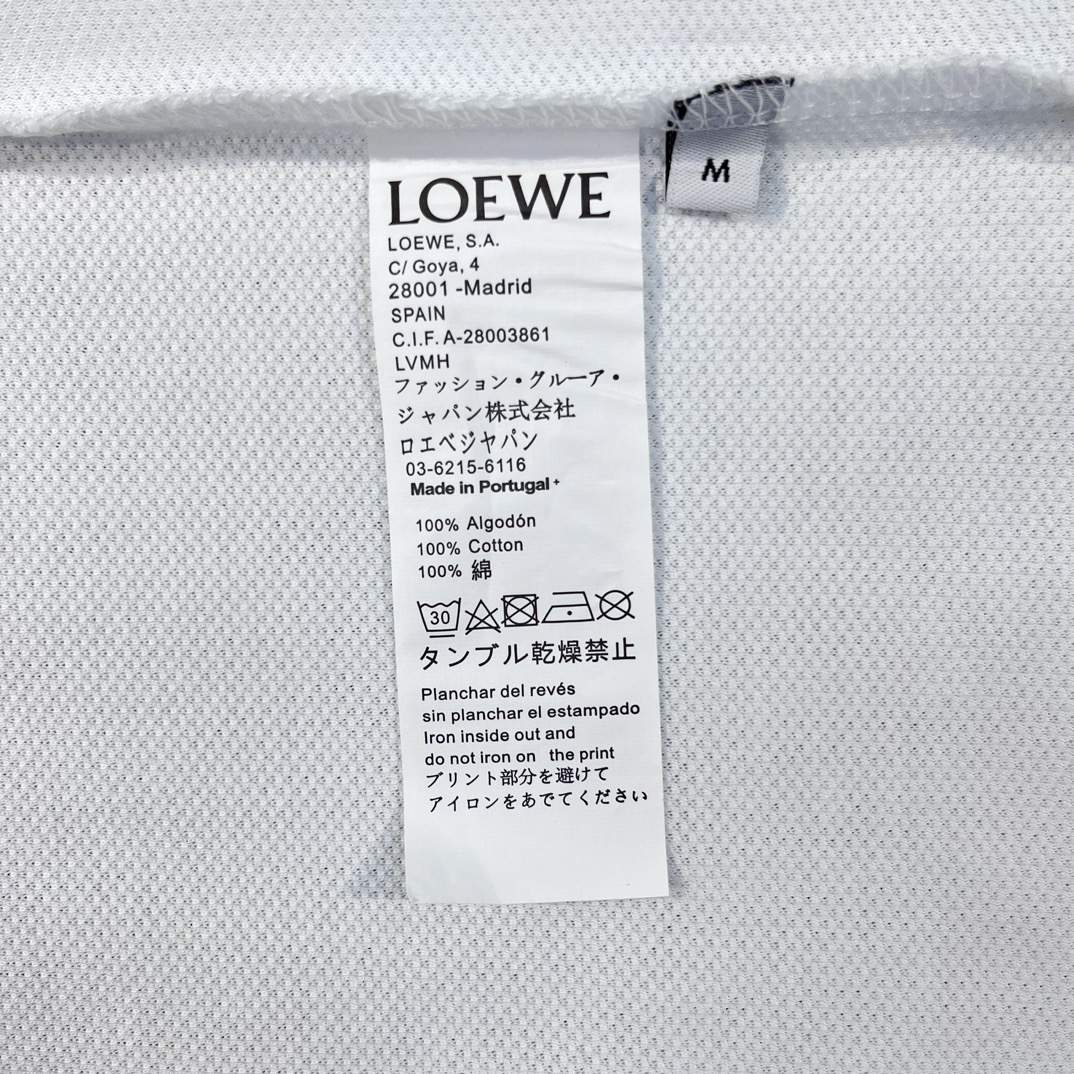 LOEWE
M
LOEWE, S.A.
C/ Goya, 4
28001 -Madrid
SPAIN
C.I.F. A-28003861
LVMH
ファッション・グルーア・
ジャパン株式会社
ロエベジヤパン
03-6215-6116
Made in Portugal+
100% Algodón
100% Cotton
100% 綿
30
タンブル乾燥禁止
Planchar del revés
sin planchar el estampado
Iron inside out and
do not iron on the print
ブリント部分を避けて
アイロンをあでてください